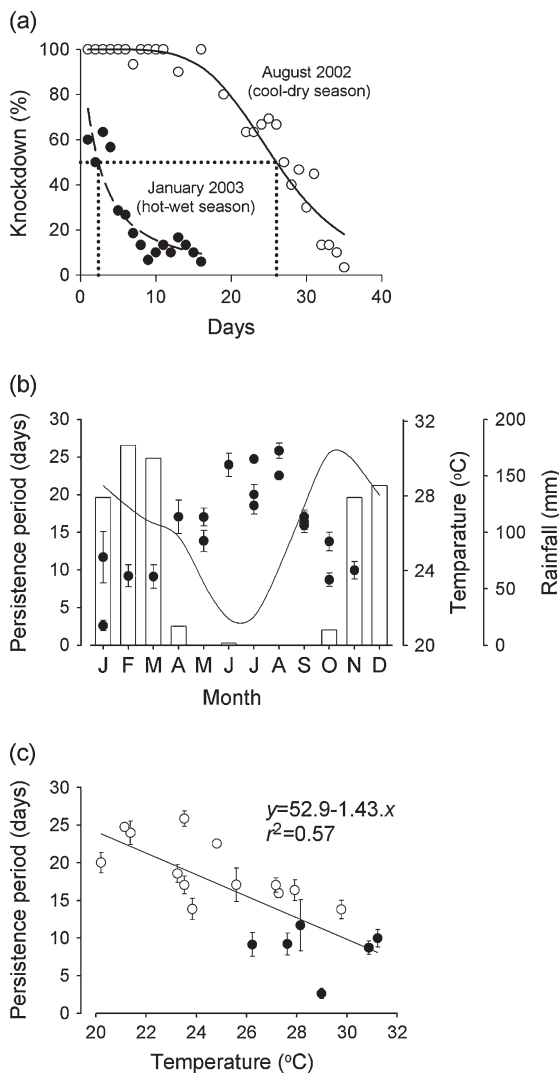 (a)
100
80
60
40
20
0
Knockdown (%)
August 2002
(cool-dry season)
January 2003
(hot-wet season)
0 10 20 30 40
Days
(b)
30
25
20
15
10
5
0
Persistence period (days)
32
28
24
20
Temparature (ºC)
200
150
100
50
0
Rainfall (mm)
J F M A M J J A S O N D
Month
(c)
30
25
20
15
10
5
0
Persistence period (days)
y=52.9-1.43.x
r²=0.57
20 22 24 26 28 30 32
Temperature (ºC)